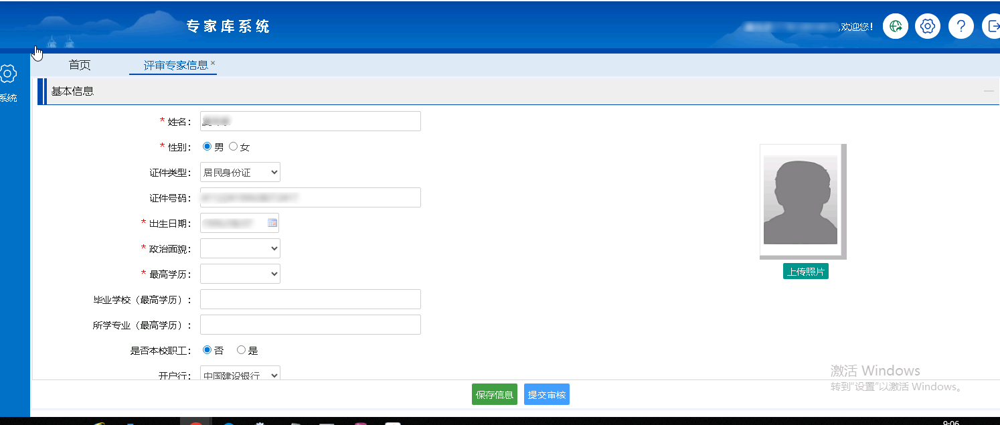 专家库系统
,欢迎您!
首页
评审专家信息 ×
系统
基本信息
* 姓名:
* 性别: 男 女
证件类型: 居民身份证
证件号码:
* 出生日期:
* 政治面貌:
* 最高学历:
上传照片
毕业学校（最高学历）:
所学专业（最高学历）:
是否本校职工: 否 是
开户行: 中国建设银行
激活 Windows
转到“设置”以激活 Windows。
保存信息 提交审核
9:06